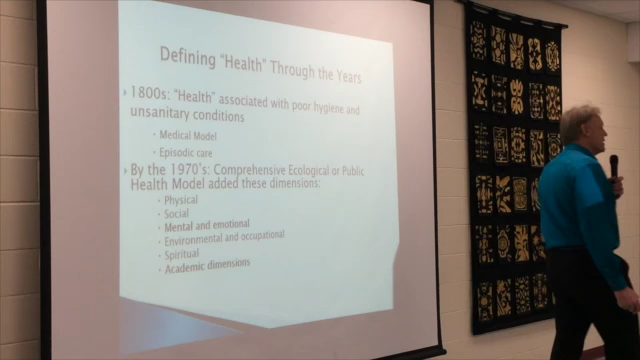 Defining "Health" Through the Years
1800s: "Health" associated with poor hygiene and
unsanitary conditions
Medical Model
Episodic care
By the 1970's: Comprehensive Ecological or Public
Health Model added these dimensions:
Physical
Social
Mental and emotional
Environmental and occupational
Spiritual
Academic dimensions